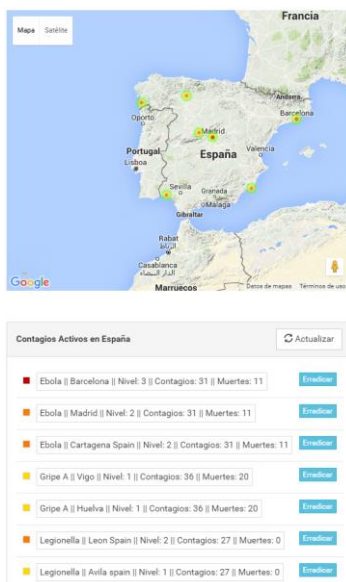 Francia
Mapa Satélite
Andorra
Oporto
Barcelona
Madrid
Portugal
España
Valencia
Lisboa
Sevilla
Granada
Málaga
Gibraltar
Rabat
الرباط
Casablanca
الدار البيضاء
Google
Marruecos
Datos de mapas Términos de uso
Contagios Activos en España
Actualizar
Ebola || Barcelona || Nivel: 3 || Contagios: 31 || Muertes: 11 Erradicar
Ebola || Madrid || Nivel: 2 || Contagios: 31 || Muertes: 11 Erradicar
Ebola || Cartagena Spain || Nivel: 2 || Contagios: 31 || Muertes: 11 Erradicar
Gripe A || Vigo || Nivel: 1 || Contagios: 36 || Muertes: 20 Erradicar
Gripe A || Huelva || Nivel: 1 || Contagios: 36 || Muertes: 20 Erradicar
Legionella || Leon Spain || Nivel: 2 || Contagios: 27 || Muertes: 0 Erradicar
Legionella || Avila spain || Nivel: 1 || Contagios: 27 || Muertes: 0 Erradicar